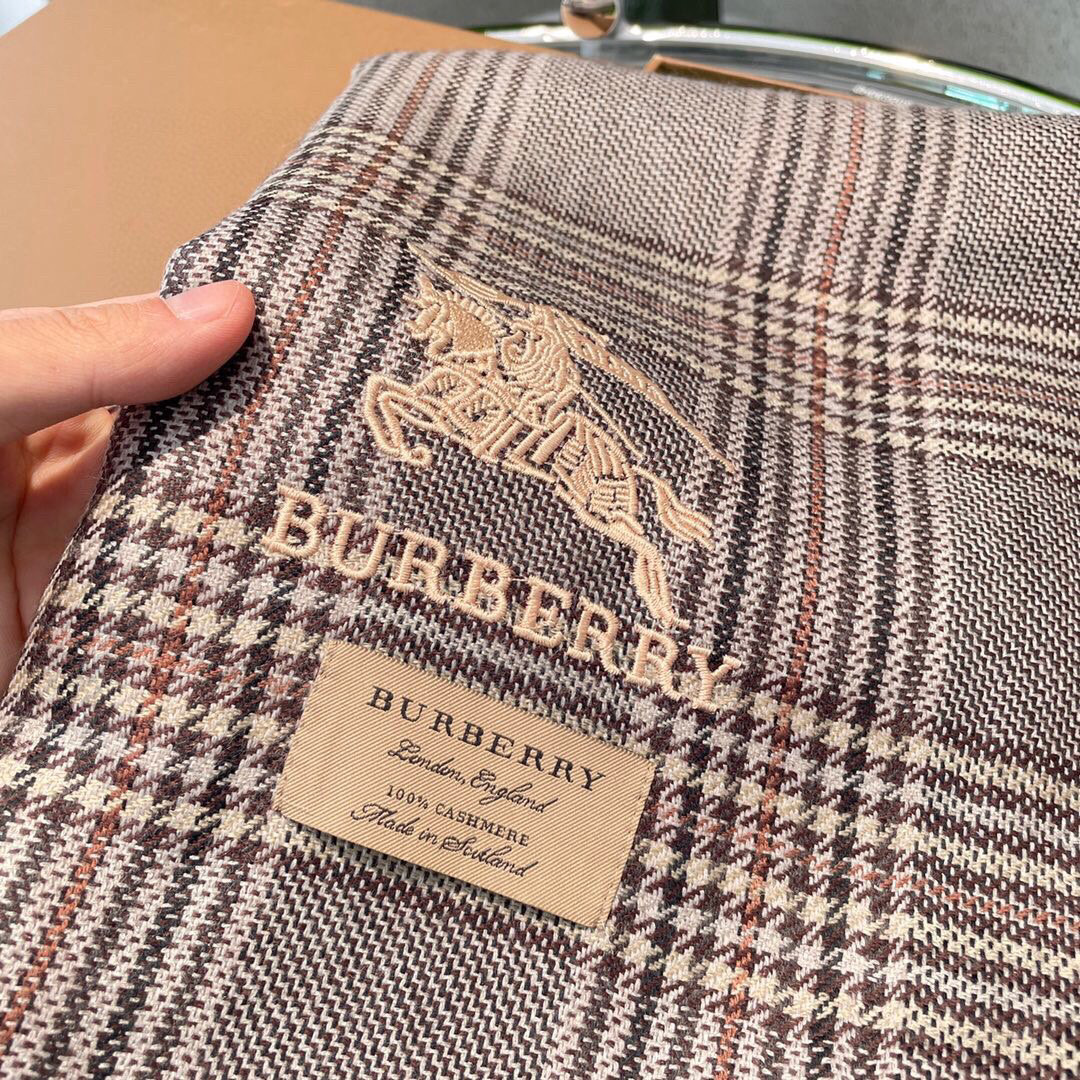 BURBERRY
BURBERRY
London, England
100% CASHMERE
Made in Scotland